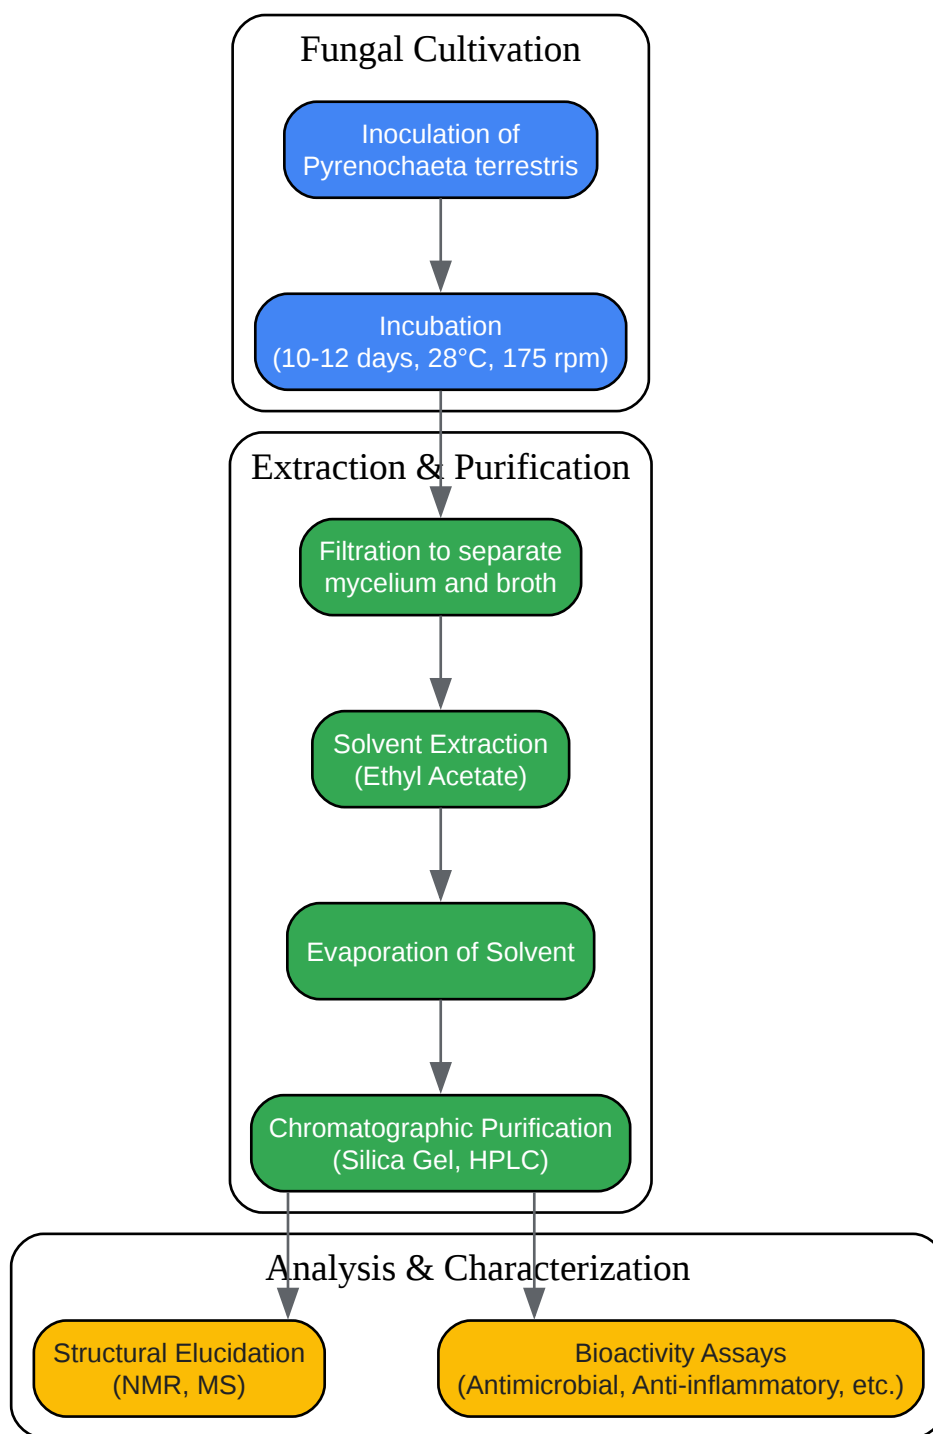 Fungal Cultivation
Inoculation of
Pyrenochaeta terrestris
Incubation
(10-12 days, 28°C, 175 rpm)
Extraction & Purification
Filtration to separate
mycelium and broth
Solvent Extraction
(Ethyl Acetate)
Evaporation of Solvent
Chromatographic Purification
(Silica Gel, HPLC)
Analysis & Characterization
Structural Elucidation
(NMR, MS)
Bioactivity Assays
(Antimicrobial, Anti-inflammatory, etc.)